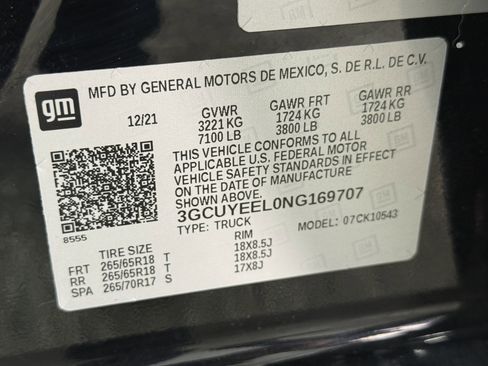 gm
MFD BY GENERAL MOTORS DE MEXICO, S. DE R.L. DE C.V.
12/21 GVWR GAWR FRT GAWR RR
3221 KG 1724 KG 1724 KG
7100 LB 3800 LB 3800 LB
THIS VEHICLE CONFORMS TO ALL
APPLICABLE U.S. FEDERAL MOTOR
VEHICLE SAFETY STANDARDS IN EFFECT
ON THE DATE OF MANUFACTURE
3GCUYEEL0NG169707
8555 TYPE: TRUCK MODEL: 07CK10543
TIRE SIZE RIM
FRT 265/65R18 T 18X8.5J
RR 265/65R18 T 18X8.5J
SPA 265/70R17 S 17X8J